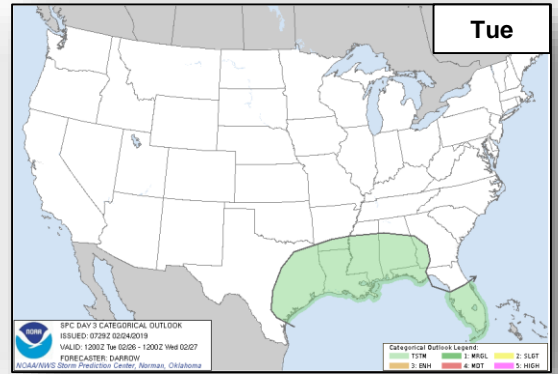 Tue
NOAA
SPC DAY 3 CATEGORICAL OUTLOOK
ISSUED: 0729Z 02/24/2019
VALID: 1200Z Tue 02/26 - 1200Z Wed 02/27
FORECASTER: DARROW
NOAA/NWS Storm Prediction Center, Norman, Oklahoma
Categorical Outlook Legend:
TSTM 1: MRGL 2: SLGT
3: ENH 4: MDT 5: HIGH